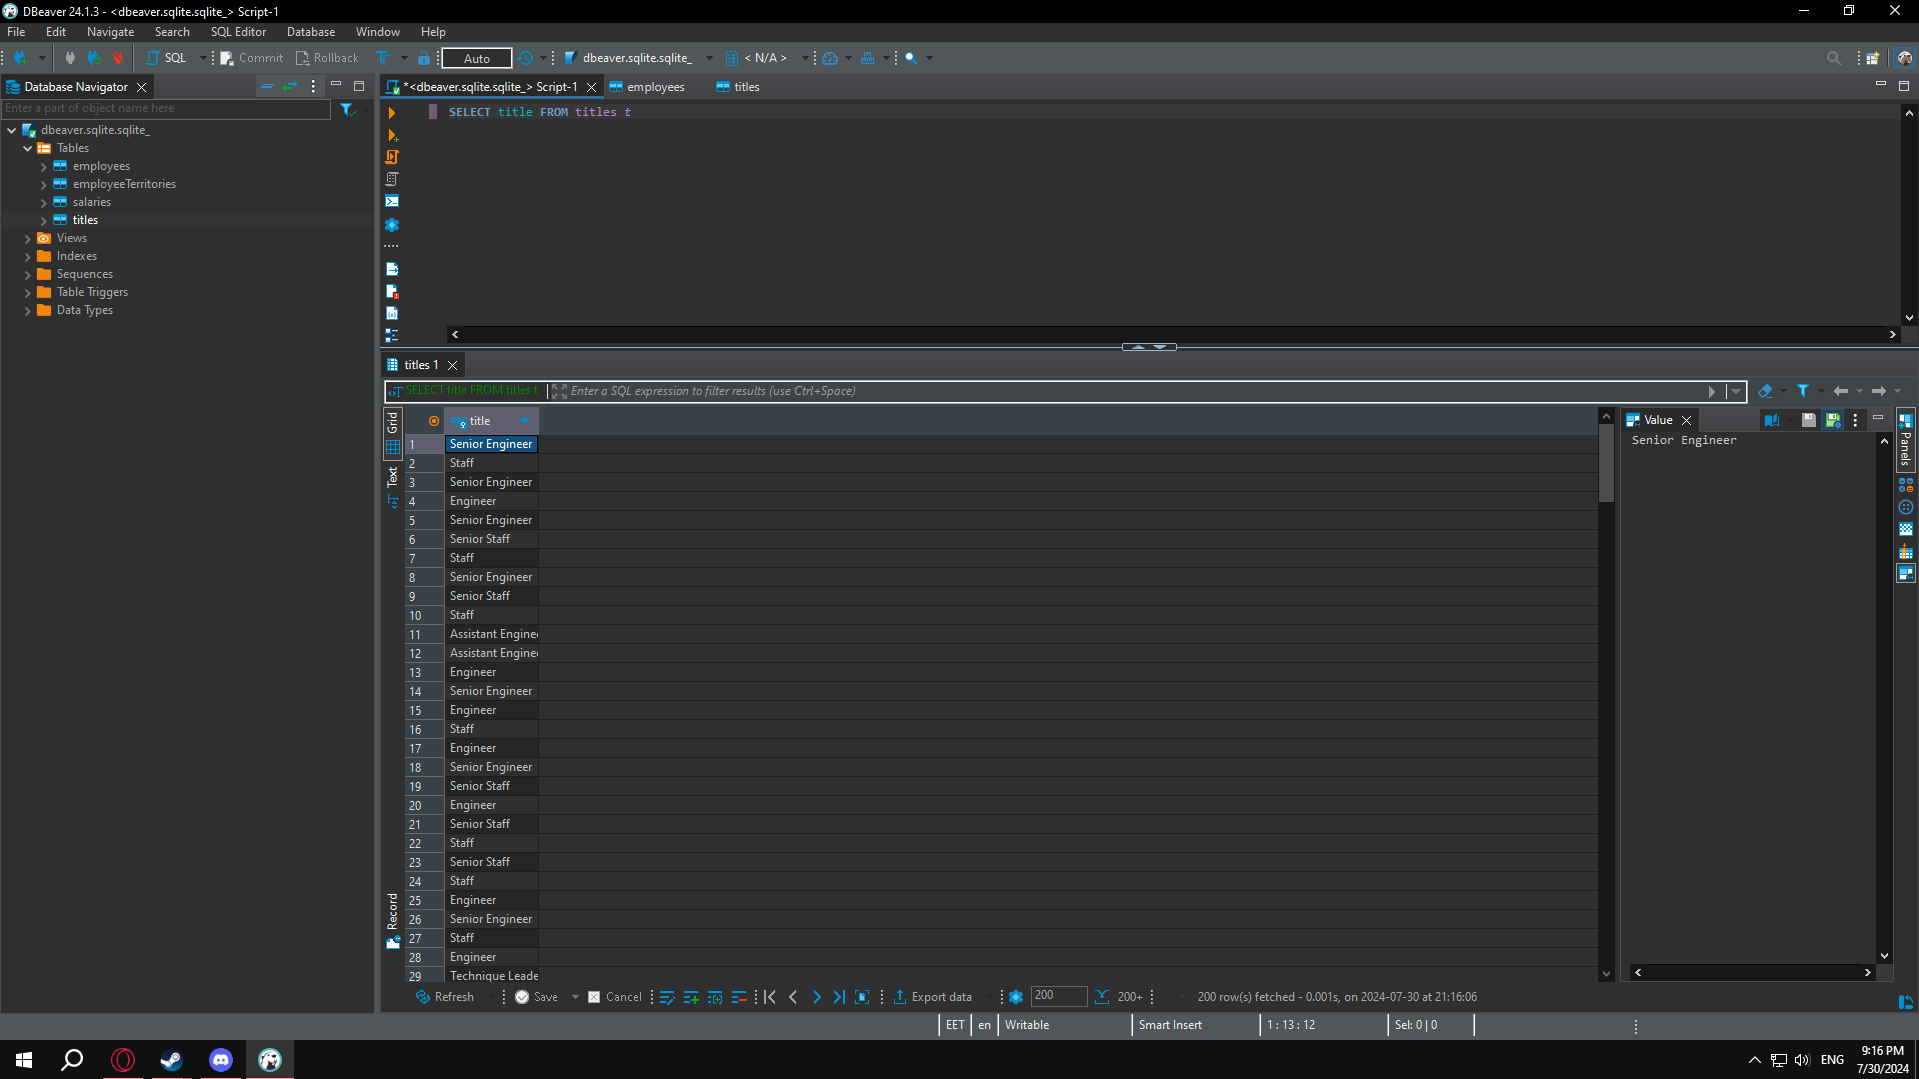 DBeaver 24.1.3 - <dbeaver.sqlite.sqlite_> Script-1
File Edit Navigate Search SQL Editor Database Window Help
SQL Commit Rollback Auto dbeaver.sqlite.sqlite_ < N/A >
Database Navigator
Enter a part of object name here
dbeaver.sqlite.sqlite_
Tables
employees
employeeTerritories
salaries
titles
Views
Indexes
Sequences
Table Triggers
Data Types
*<dbeaver.sqlite.sqlite_> Script-1 employees titles
SELECT title FROM titles t
titles 1
SELECT title FROM titles t Enter a SQL expression to filter results (use Ctrl+Space)
Grid
Text
Record
title
1 Senior Engineer
2 Staff
3 Senior Engineer
4 Engineer
5 Senior Engineer
6 Senior Staff
7 Staff
8 Senior Engineer
9 Senior Staff
10 Staff
11 Assistant Enginee
12 Assistant Enginee
13 Engineer
14 Senior Engineer
15 Engineer
16 Staff
17 Engineer
18 Senior Engineer
19 Senior Staff
20 Engineer
21 Senior Staff
22 Staff
23 Senior Staff
24 Staff
25 Engineer
26 Senior Engineer
27 Staff
28 Engineer
29 Technique Leade
Value
Senior Engineer
Panels
Refresh Save Cancel Export data 200 200+ 200 row(s) fetched - 0.001s, on 2024-07-30 at 21:16:06
EET en Writable Smart Insert 1 : 13 : 12 Sel: 0 | 0
ENG 9:16 PM
7/30/2024